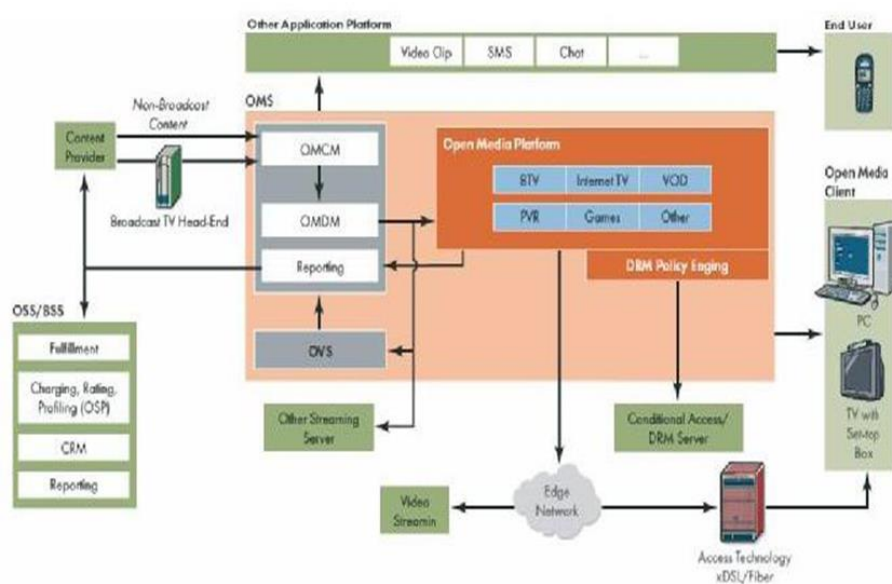 Other Application Platform
End User
Video Clip
SMS
Chat
...
Non-Broadcast
Content
OMS
Content
Provider
OMCM
Open Media Platform
BTV
Internet TV
VOD
Open Media
Client
Broadcast TV Head-End
OMDM
PVR
Games
Other
Reporting
DRM Policy Enging
OSS/BSS
PC
Fulfillment
OVS
Charging, Rating,
Profiling (OSP)
Other Streaming
Server
Conditional Access/
DRM Server
TV with
Set-top
Box
CRM
Reporting
Video
Streamin
Edge
Network
Access Technology
xDSL/Fiber